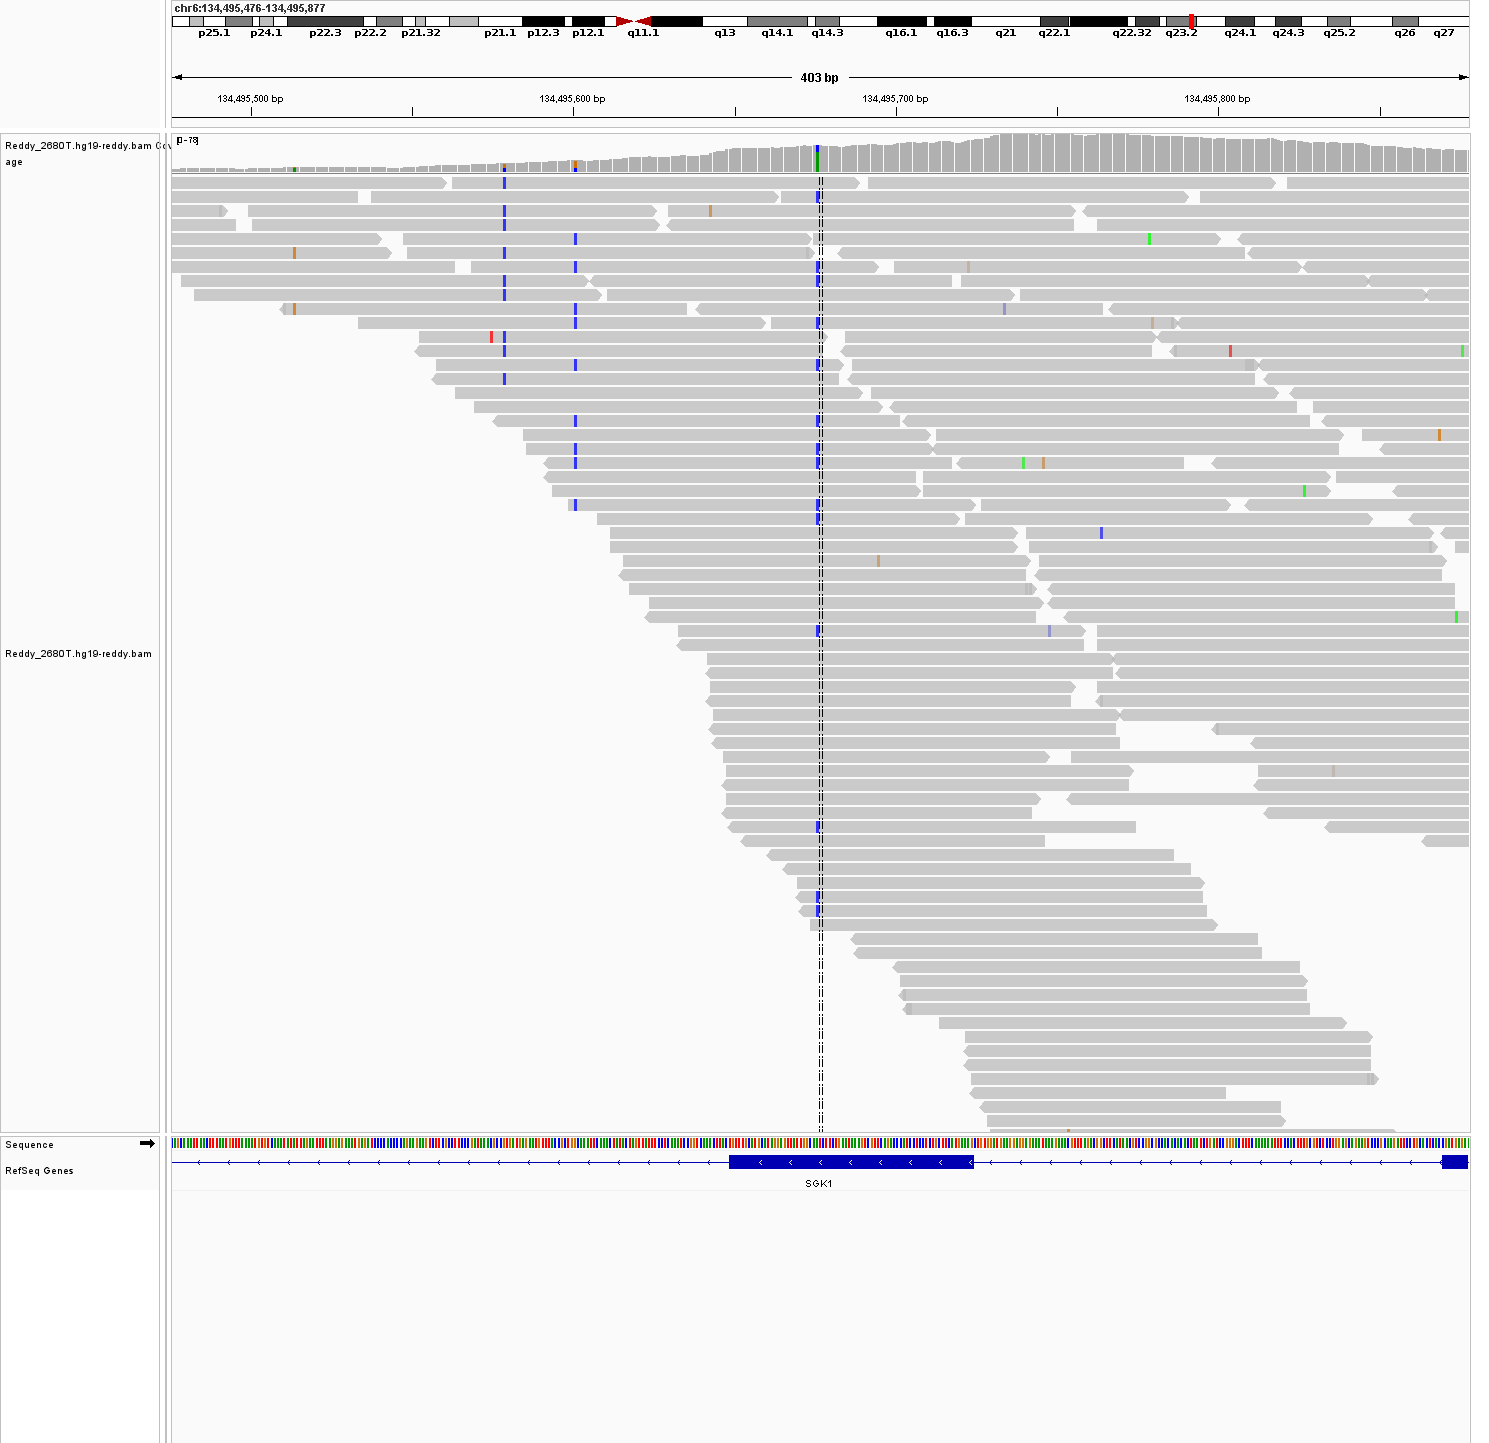 chr6:134,495,476-134,495,877
p25.1 p24.1 p22.3 p22.2 p21.32 p21.1 p12.3 p12.1 q11.1 q13 q14.1 q14.3 q16.1 q16.3 q21 q22.1 q22.32 q23.2 q24.1 q24.3 q25.2 q26 q27
403 bp
134,495,500 bp 134,495,600 bp 134,495,700 bp 134,495,800 bp
Reddy_2680T.hg19-reddy.bam Cov
age
[0-78]
Reddy_2680T.hg19-reddy.bam
Sequence
RefSeq Genes
SGK1